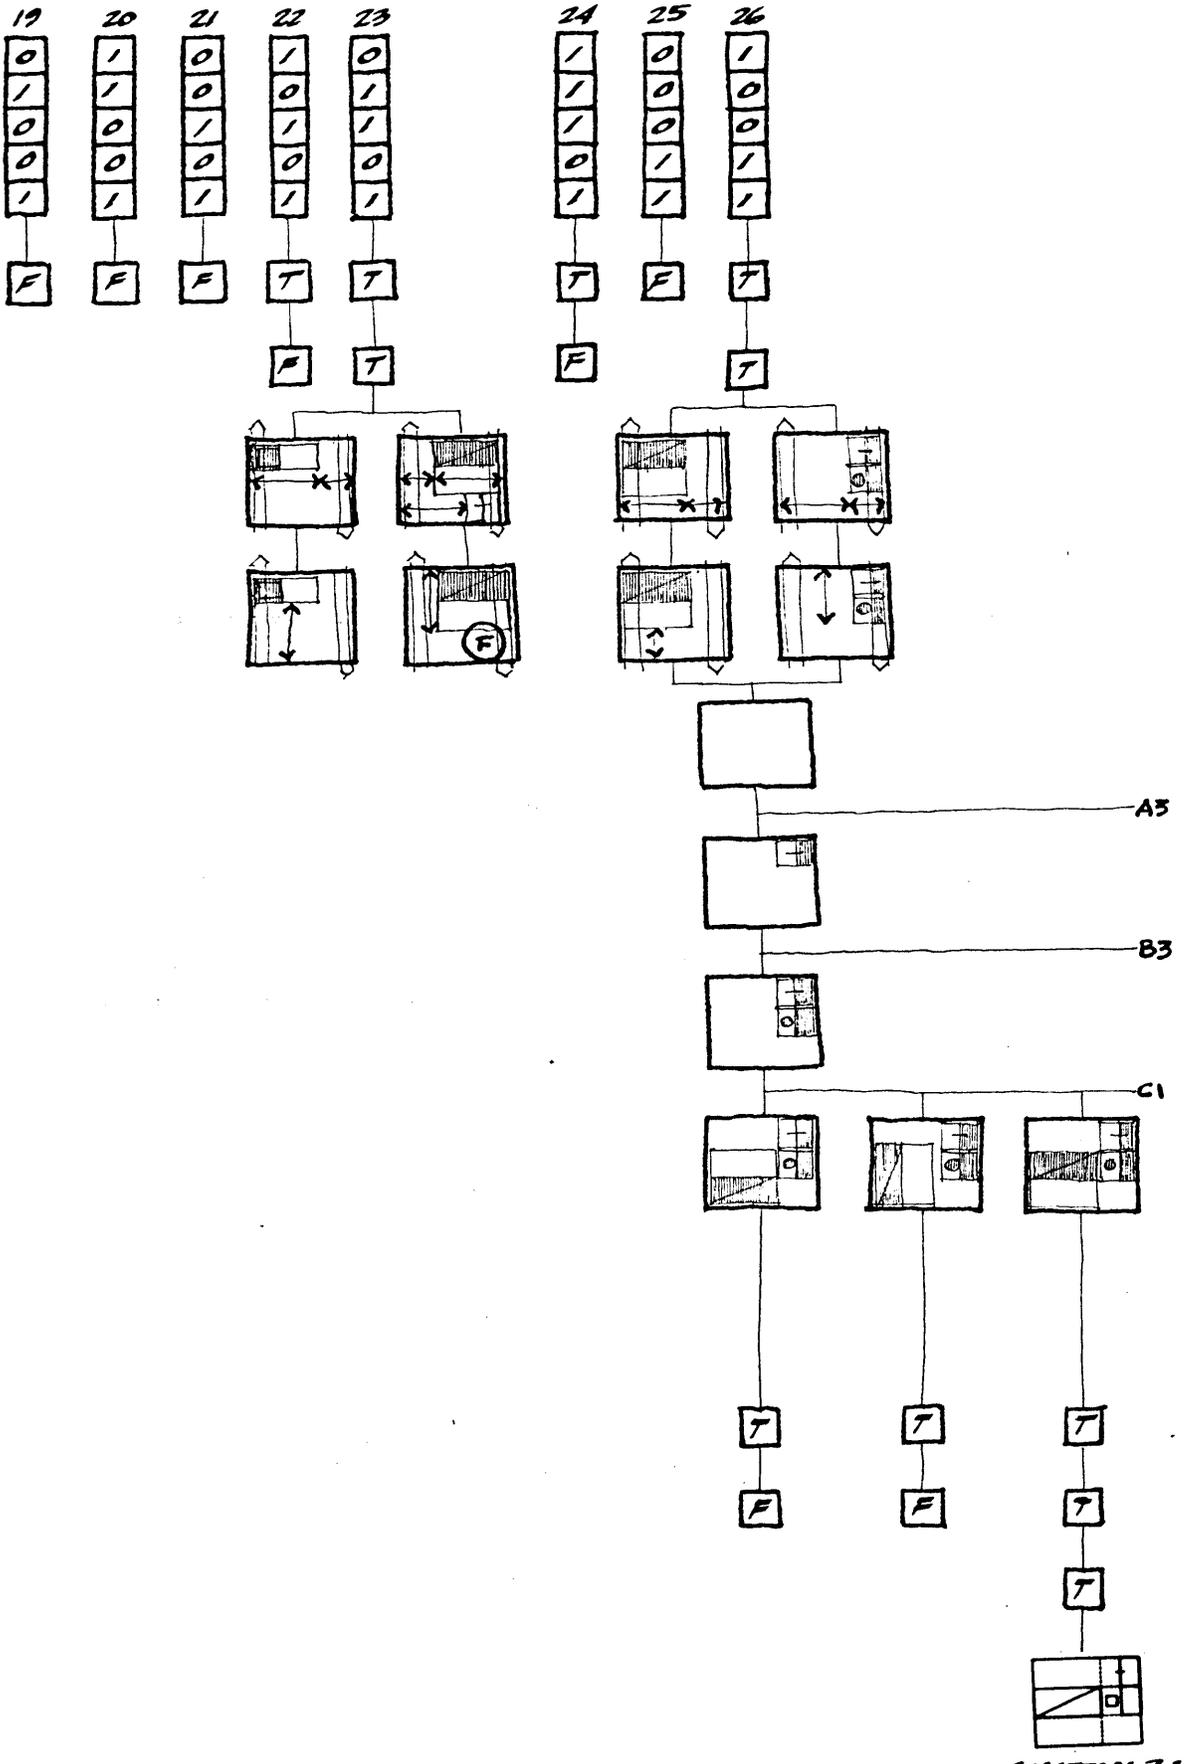 19 20 21 22 23 24 25 26
0 1 0 1 0 1 0 1
1 1 0 0 1 1 0 0
0 0 1 1 1 1 0 0
0 0 0 0 0 0 1 1
1 1 1 1 1 1 1 1
F F F T T T F T
F T F T
F
A3
B3
C1
T T T
F F T
T